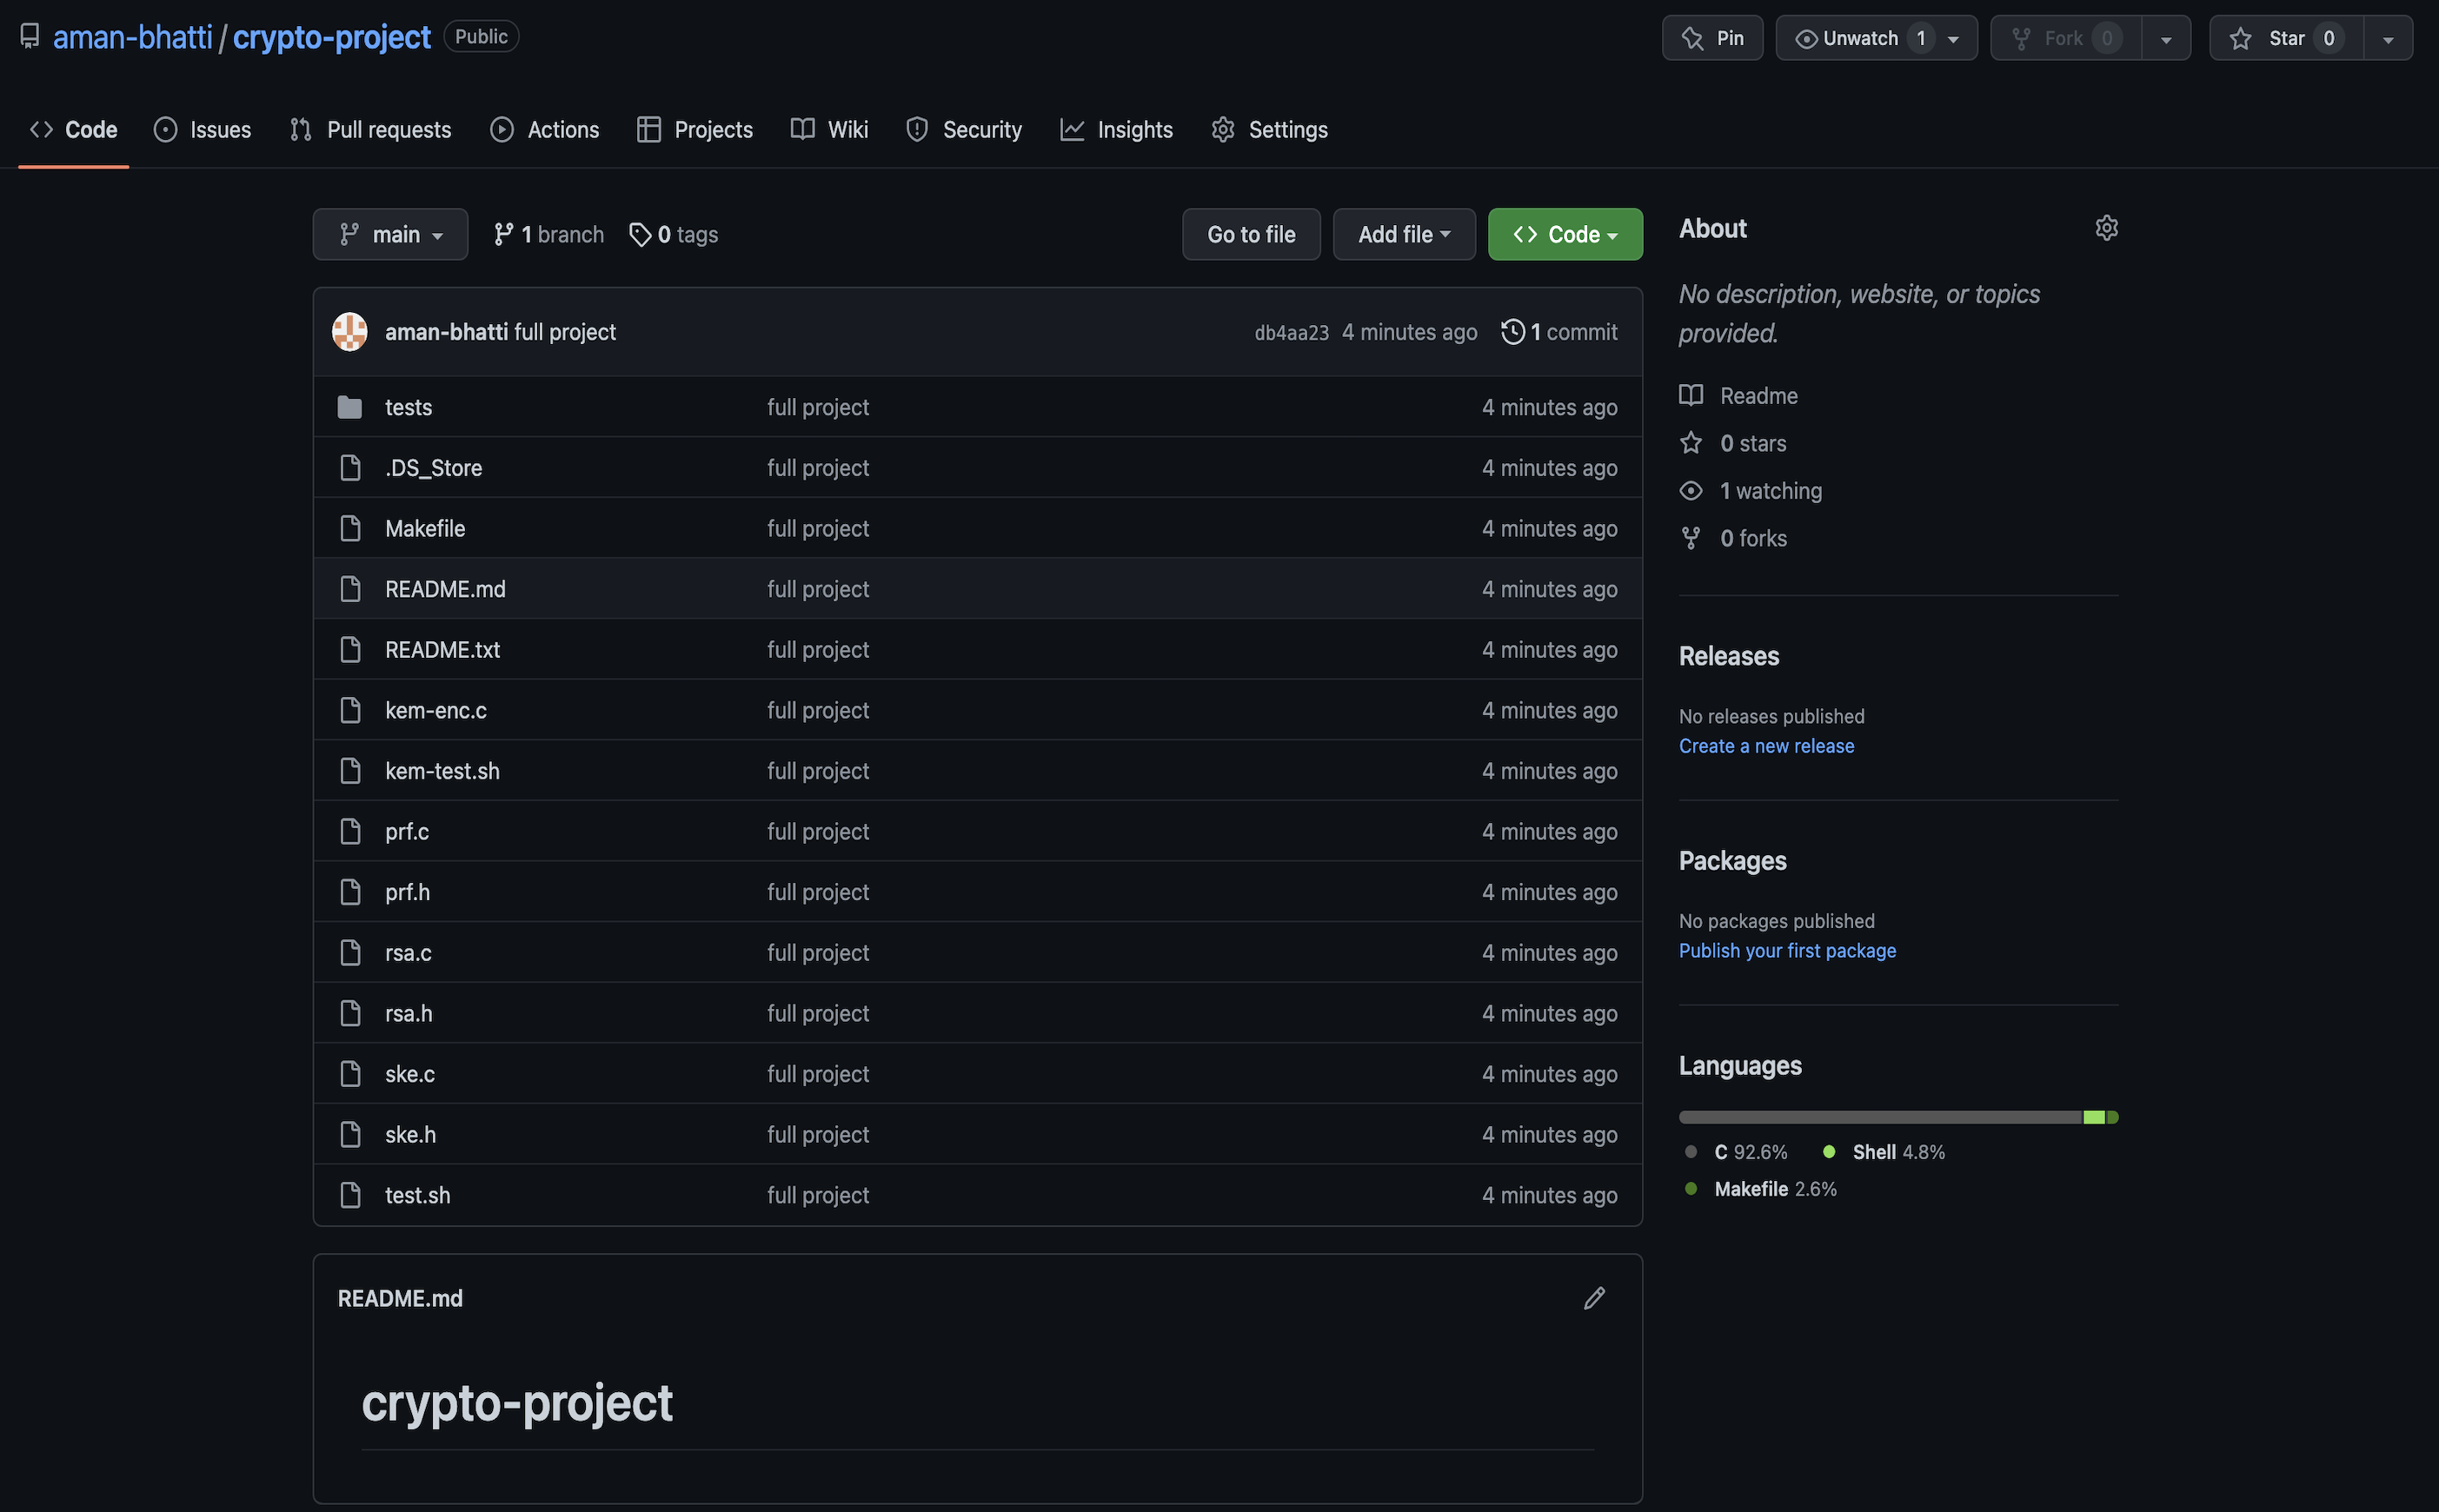 aman-bhatti / crypto-project Public
Pin
Unwatch 1
Fork 0
Star 0
Code
Issues
Pull requests
Actions
Projects
Wiki
Security
Insights
Settings
main
1 branch
0 tags
Go to file
Add file
Code
aman-bhatti full project db4aa23 4 minutes ago 1 commit
tests full project 4 minutes ago
.DS_Store full project 4 minutes ago
Makefile full project 4 minutes ago
README.md full project 4 minutes ago
README.txt full project 4 minutes ago
kem-enc.c full project 4 minutes ago
kem-test.sh full project 4 minutes ago
prf.c full project 4 minutes ago
prf.h full project 4 minutes ago
rsa.c full project 4 minutes ago
rsa.h full project 4 minutes ago
ske.c full project 4 minutes ago
ske.h full project 4 minutes ago
test.sh full project 4 minutes ago
README.md
crypto-project
About
No description, website, or topics
provided.
Readme
0 stars
1 watching
0 forks
Releases
No releases published
Create a new release
Packages
No packages published
Publish your first package
Languages
C 92.6% Shell 4.8%
Makefile 2.6%